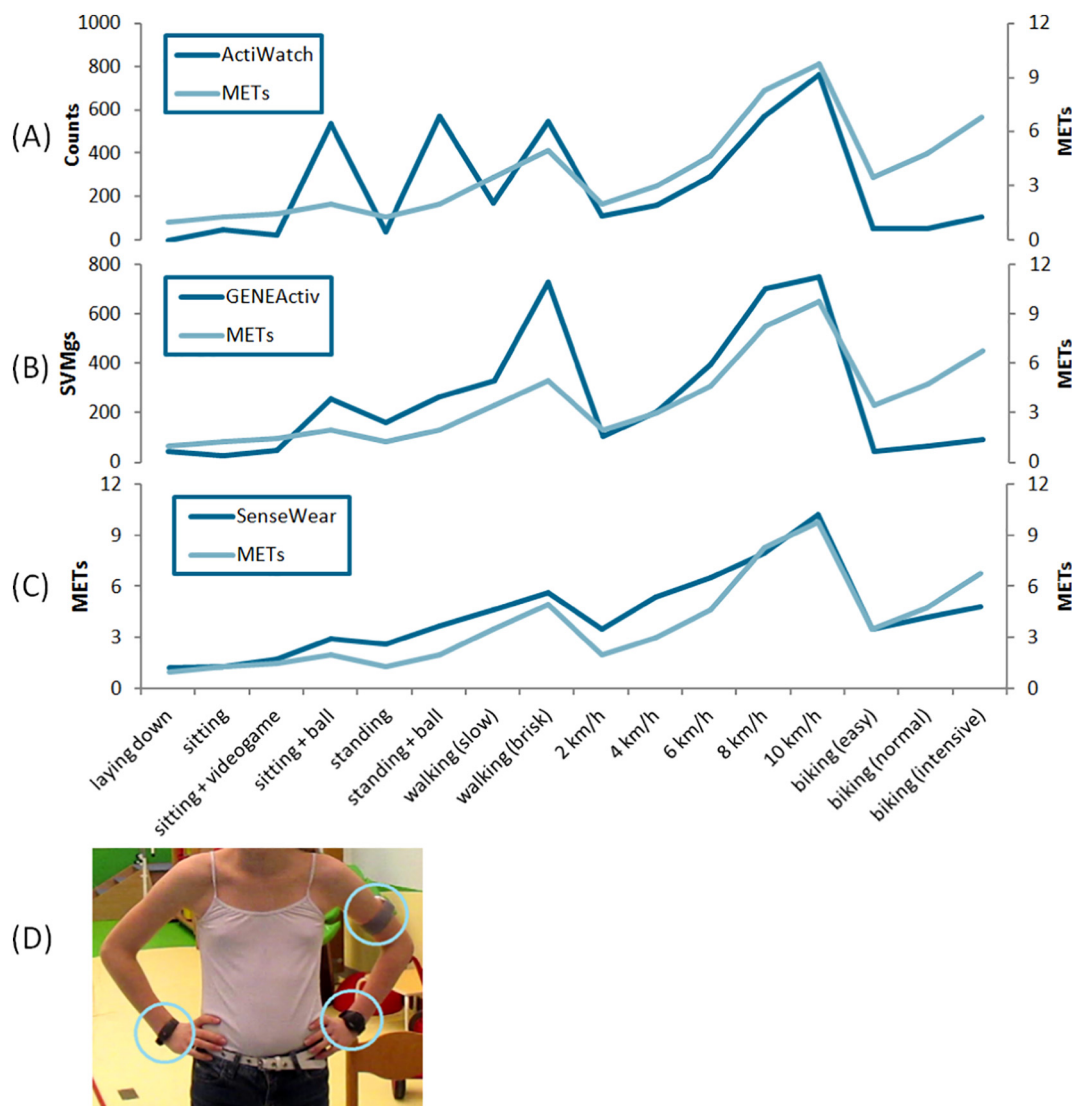 (A)
Counts
1000
800
600
400
200
0
ActiWatch
METs
12
9
6
3
0
METs
(B)
SVMgs
800
600
400
200
0
GENEActiv
METs
12
9
6
3
0
METs
(C)
METs
12
9
6
3
0
SenseWear
METs
12
9
6
3
0
METs
laying down
sitting
sitting + videogame
sitting + ball
standing
standing + ball
walking (slow)
walking (brisk)
2 km/h
4 km/h
6 km/h
8 km/h
10 km/h
biking (easy)
biking (normal)
biking (intensive)
(D)